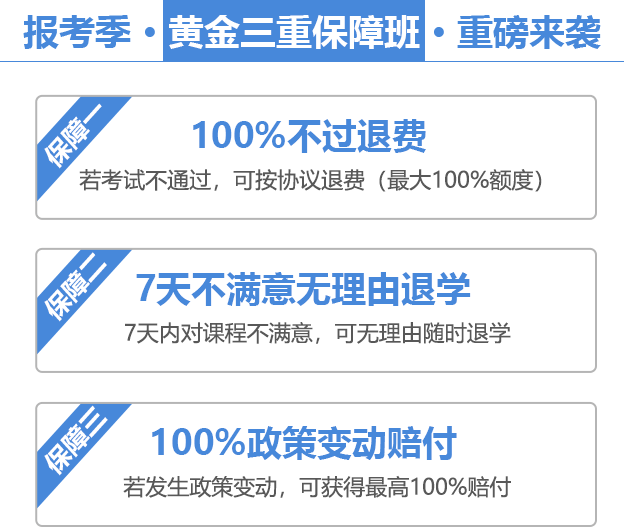 报考季·黄金三重保障班·重磅来袭
保障一
100%不过退费
若考试不通过，可按协议退费（最大100%额度）
保障二
7天不满意无理由退学
7天内对课程不满意，可无理由随时退学
保障三
100%政策变动赔付
若发生政策变动，可获得最高100%赔付